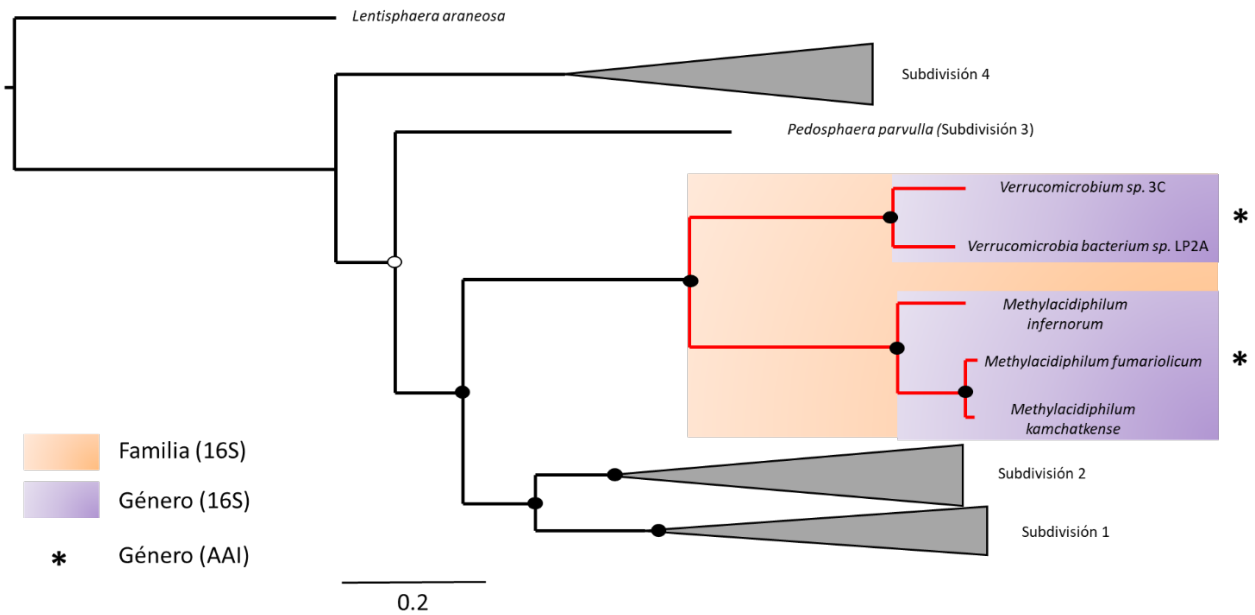 Lentisphaera araneosa
Subdivisión 4
Pedosphaera parvulla (Subdivisión 3)
Verrucomicrobium sp. 3C
*
Verrucomicrobia bacterium sp. LP2A
Methylacidiphilum
infernorum
Methylacidiphilum fumariolicum
*
Methylacidiphilum
kamchatkense
Familia (16S)
Subdivisión 2
Género (16S)
Subdivisión 1
* Género (AAI)
0.2